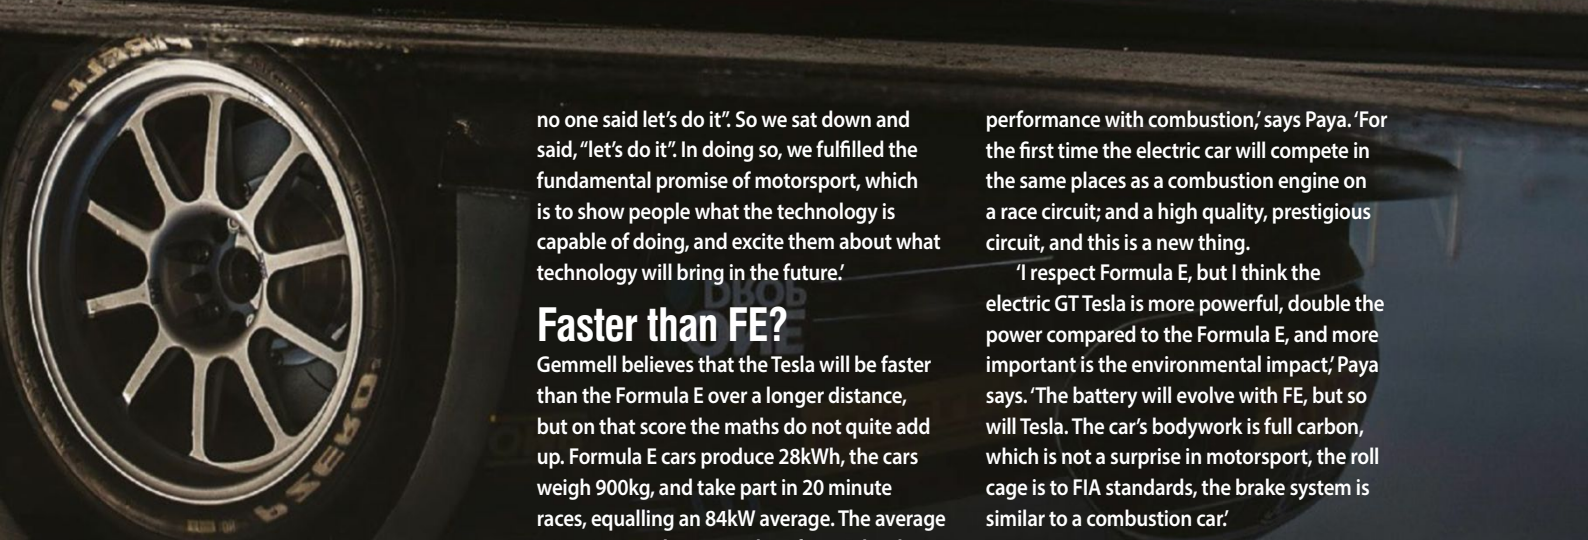 PIRELLI
P ZERO
no one said let's do it”. So we sat down and
said, “let's do it”. In doing so, we fulfilled the
fundamental promise of motorsport, which
is to show people what the technology is
capable of doing, and excite them about what
technology will bring in the future.’
DROP
ONE
Faster than FE?
Gemmell believes that the Tesla will be faster
than the Formula E over a longer distance,
but on that score the maths do not quite add
up. Formula E cars produce 28kWh, the cars
weigh 900kg, and take part in 20 minute
races, equalling an 84kW average. The average
performance with combustion,’ says Paya. ‘For
the first time the electric car will compete in
the same places as a combustion engine on
a race circuit; and a high quality, prestigious
circuit, and this is a new thing.
‘I respect Formula E, but I think the
electric GT Tesla is more powerful, double the
power compared to the Formula E, and more
important is the environmental impact,’ Paya
says. ‘The battery will evolve with FE, but so
will Tesla. The car's bodywork is full carbon,
which is not a surprise in motorsport, the roll
cage is to FIA standards, the brake system is
similar to a combustion car.’